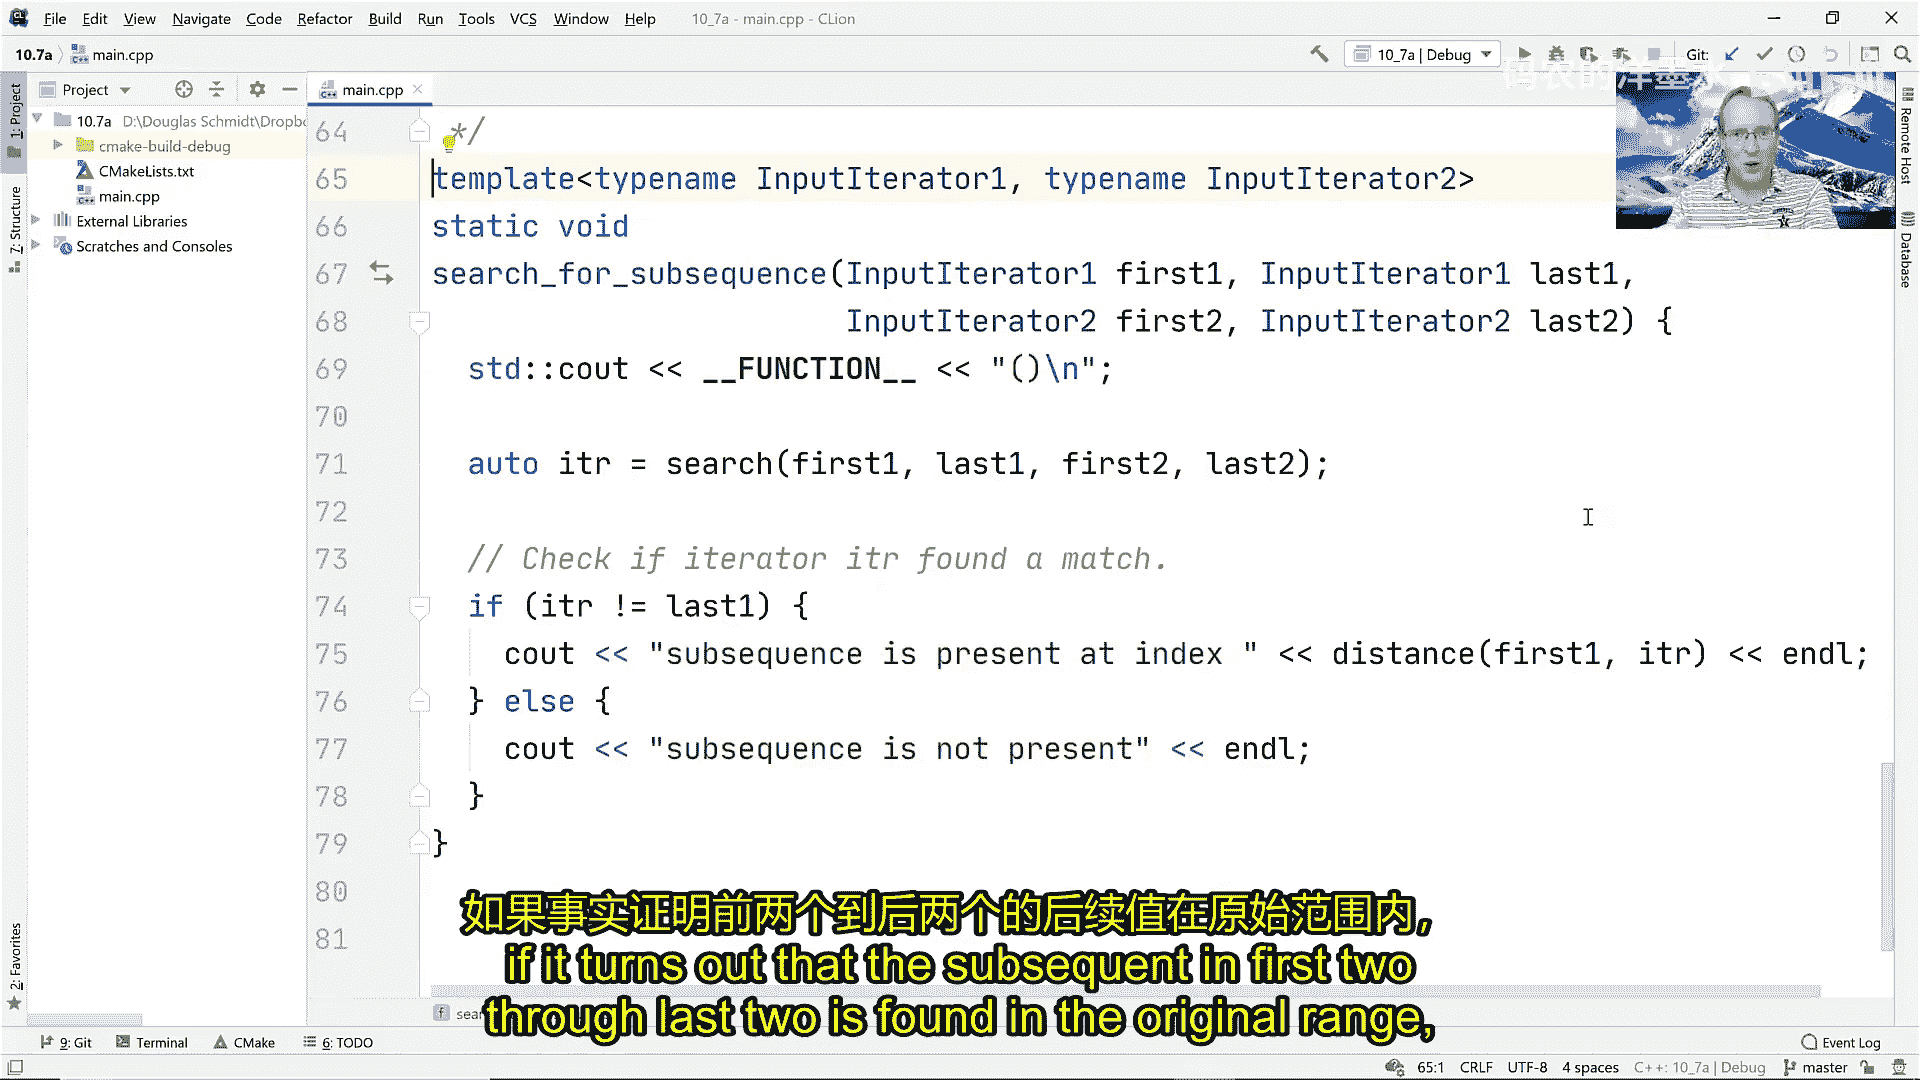 File Edit View Navigate Code Refactor Build Run Tools VCS Window Help 10_7a - main.cpp - CLion
10.7a main.cpp 10_7a | Debug Git:
Project main.cpp
1: Project
10.7a D:\Douglas Schmidt\Dropbo
cmake-build-debug
CMakeLists.txt
main.cpp
External Libraries
Scratches and Consoles
7: Structure
2: Favorites
Remote Host
Database
64 */
65 template<typename InputIterator1, typename InputIterator2>
66 static void
67 search_for_subsequence(InputIterator1 first1, InputIterator1 last1,
68 InputIterator2 first2, InputIterator2 last2) {
69 std::cout << __FUNCTION__ << "()\n";
70
71 auto itr = search(first1, last1, first2, last2);
72
73 // Check if iterator itr found a match.
74 if (itr != last1) {
75 cout << "subsequence is present at index " << distance(first1, itr) << endl;
76 } else {
77 cout << "subsequence is not present" << endl;
78 }
79 }
80
81
如果事实证明前两个到后两个的后续值在原始范围内，
if it turns out that the subsequent in first two
through last two is found in the original range,
f sear
9: Git Terminal CMake 6: TODO Event Log
65:1 CRLF UTF-8 4 spaces C++: 10_7a | Debug master